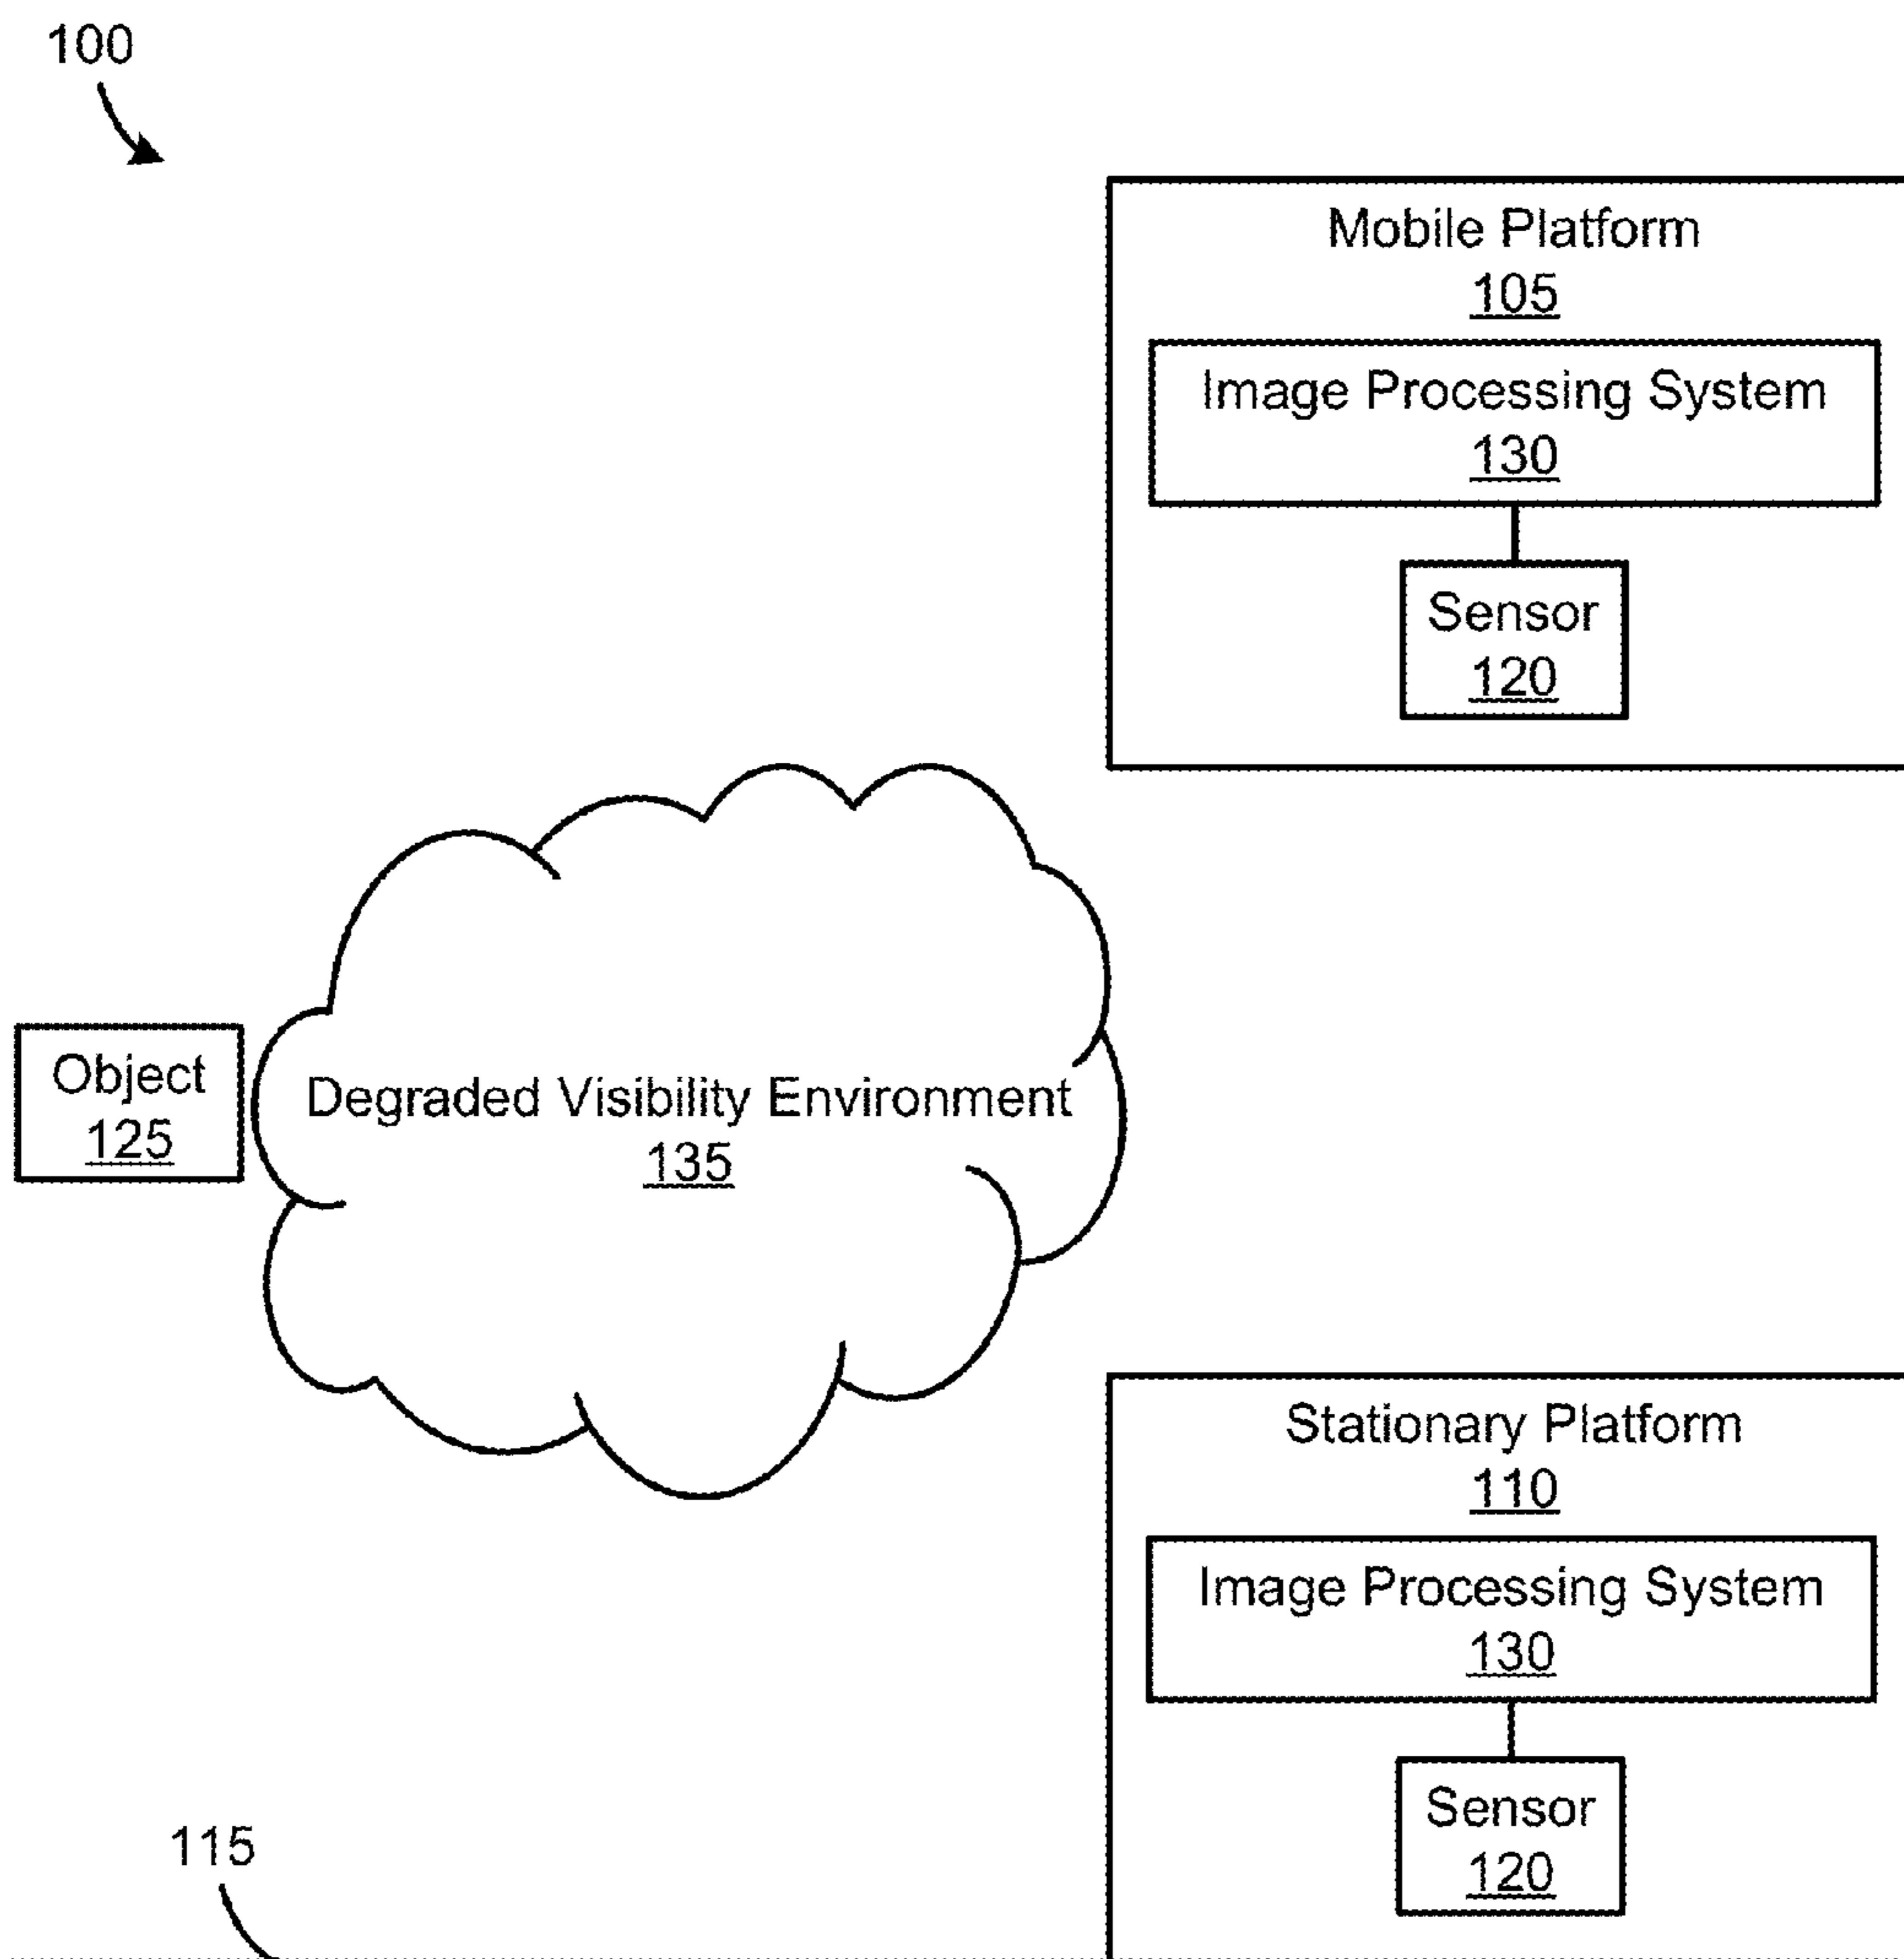 100
Mobile Platform
105
Image Processing System
130
Sensor
120
Object
125
Degraded Visibility Environment
135
Stationary Platform
110
Image Processing System
130
Sensor
120
115